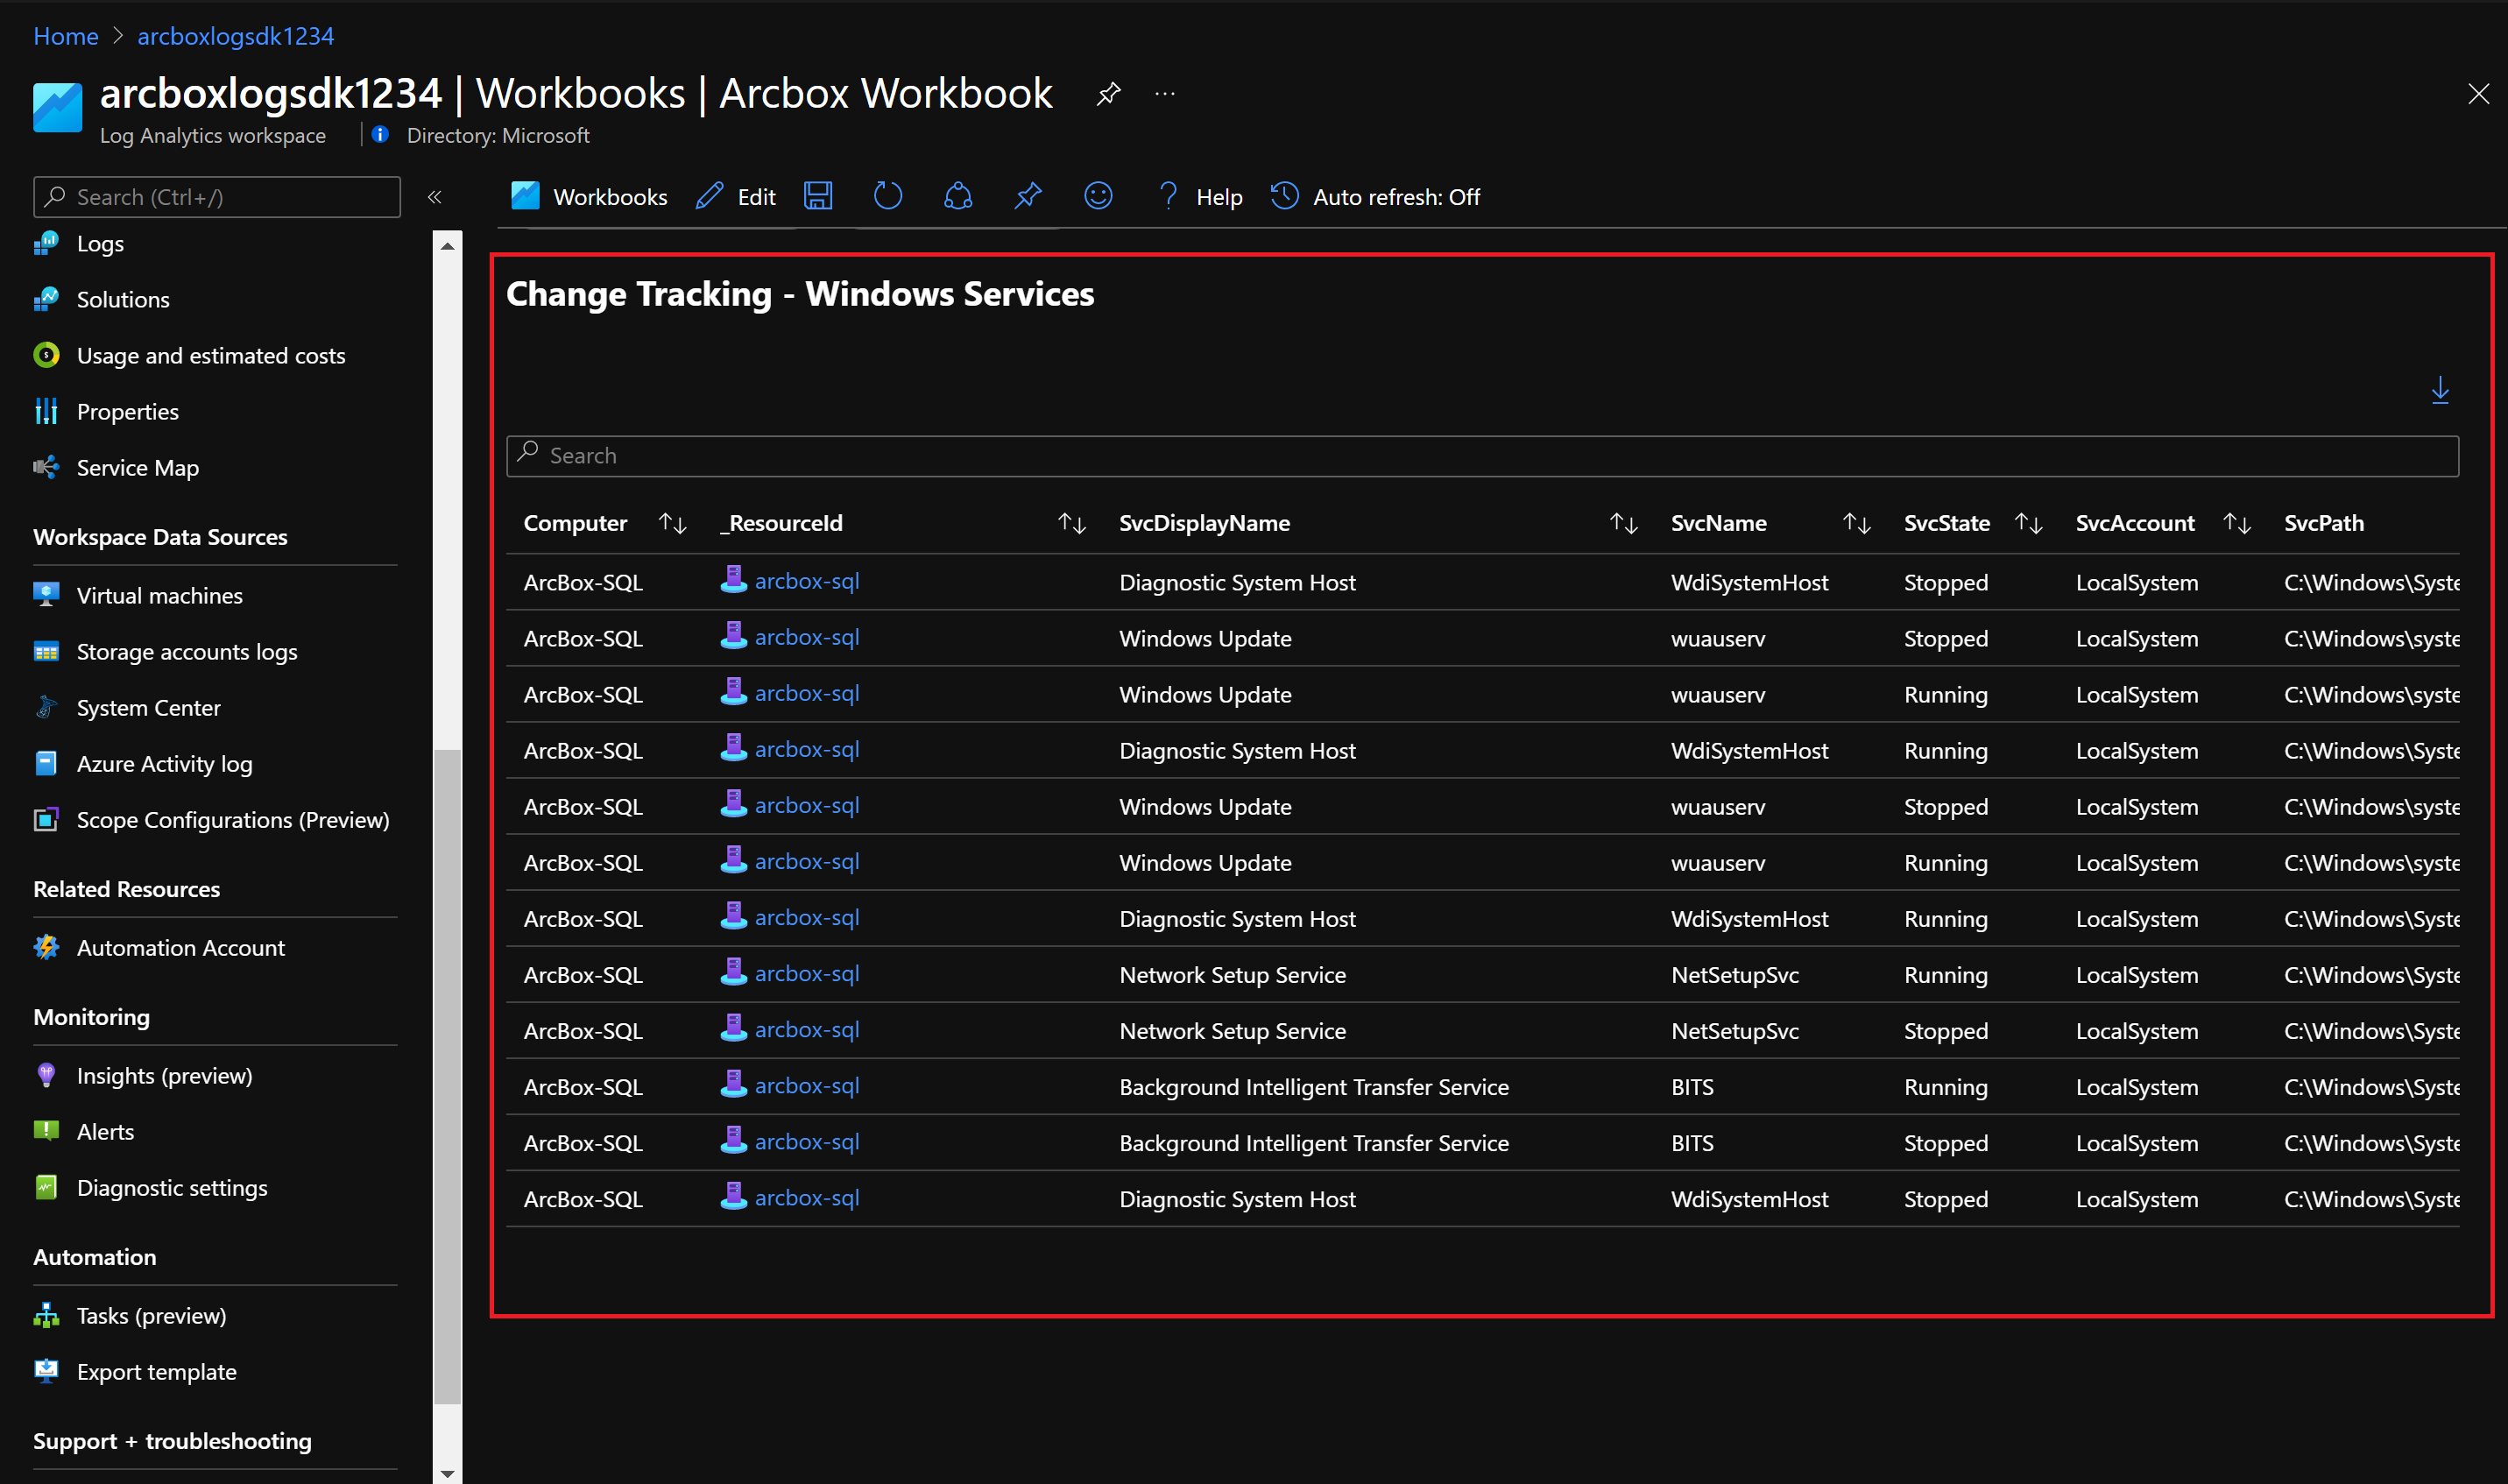 Home > arcboxlogsdk1234
arcboxlogsdk1234 | Workbooks | Arcbox Workbook ...
Log Analytics workspace | Directory: Microsoft
Search (Ctrl+/) «
Workbooks Edit Help Auto refresh: Off
Logs
Solutions
Usage and estimated costs
Properties
Service Map
Workspace Data Sources
Virtual machines
Storage accounts logs
System Center
Azure Activity log
Scope Configurations (Preview)
Related Resources
Automation Account
Monitoring
Insights (preview)
Alerts
Diagnostic settings
Automation
Tasks (preview)
Export template
Support + troubleshooting
Change Tracking - Windows Services
Search
Computer _ResourceId SvcDisplayName SvcName SvcState SvcAccount SvcPath
ArcBox-SQL arcbox-sql Diagnostic System Host WdiSystemHost Stopped LocalSystem C:\Windows\Syste
ArcBox-SQL arcbox-sql Windows Update wuauserv Stopped LocalSystem C:\Windows\syste
ArcBox-SQL arcbox-sql Windows Update wuauserv Running LocalSystem C:\Windows\syste
ArcBox-SQL arcbox-sql Diagnostic System Host WdiSystemHost Running LocalSystem C:\Windows\Syste
ArcBox-SQL arcbox-sql Windows Update wuauserv Stopped LocalSystem C:\Windows\syste
ArcBox-SQL arcbox-sql Windows Update wuauserv Running LocalSystem C:\Windows\syste
ArcBox-SQL arcbox-sql Diagnostic System Host WdiSystemHost Running LocalSystem C:\Windows\Syste
ArcBox-SQL arcbox-sql Network Setup Service NetSetupSvc Running LocalSystem C:\Windows\Syste
ArcBox-SQL arcbox-sql Network Setup Service NetSetupSvc Stopped LocalSystem C:\Windows\Syste
ArcBox-SQL arcbox-sql Background Intelligent Transfer Service BITS Running LocalSystem C:\Windows\Syste
ArcBox-SQL arcbox-sql Background Intelligent Transfer Service BITS Stopped LocalSystem C:\Windows\Syste
ArcBox-SQL arcbox-sql Diagnostic System Host WdiSystemHost Stopped LocalSystem C:\Windows\Syste